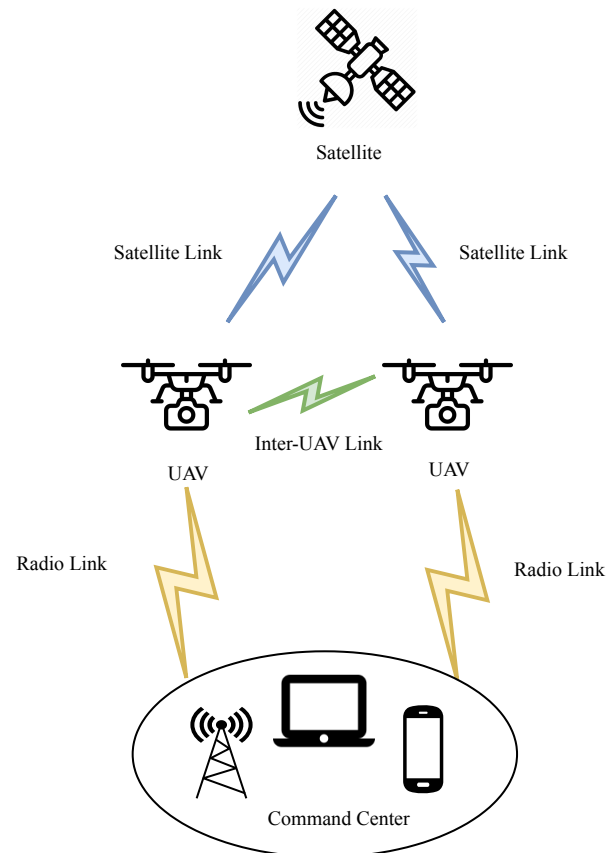 Satellite
Satellite Link
Satellite Link
Inter-UAV Link
UAV
UAV
Radio Link
Radio Link
Command Center